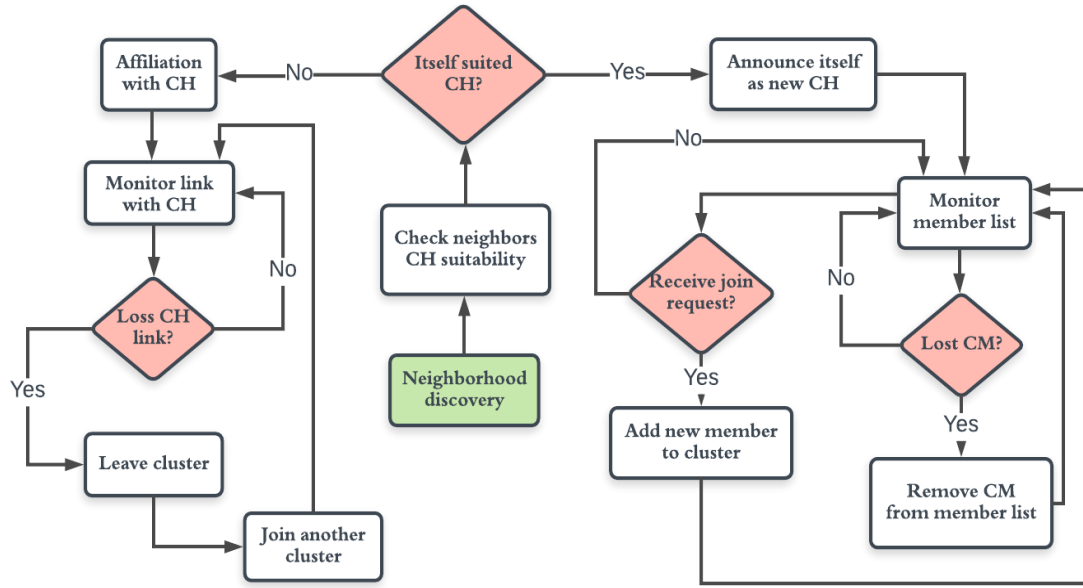 Affiliation
with CH
No
Itself suited
CH?
Yes
Announce itself
as new CH
Monitor link
with CH
No
Loss CH
link?
Yes
Leave cluster
Join another
cluster
Check neighbors
CH suitability
Neighborhood
discovery
No
Monitor
member list
Receive join
request?
No
Lost CM?
Yes
Add new member
to cluster
Yes
Remove CM
from member list